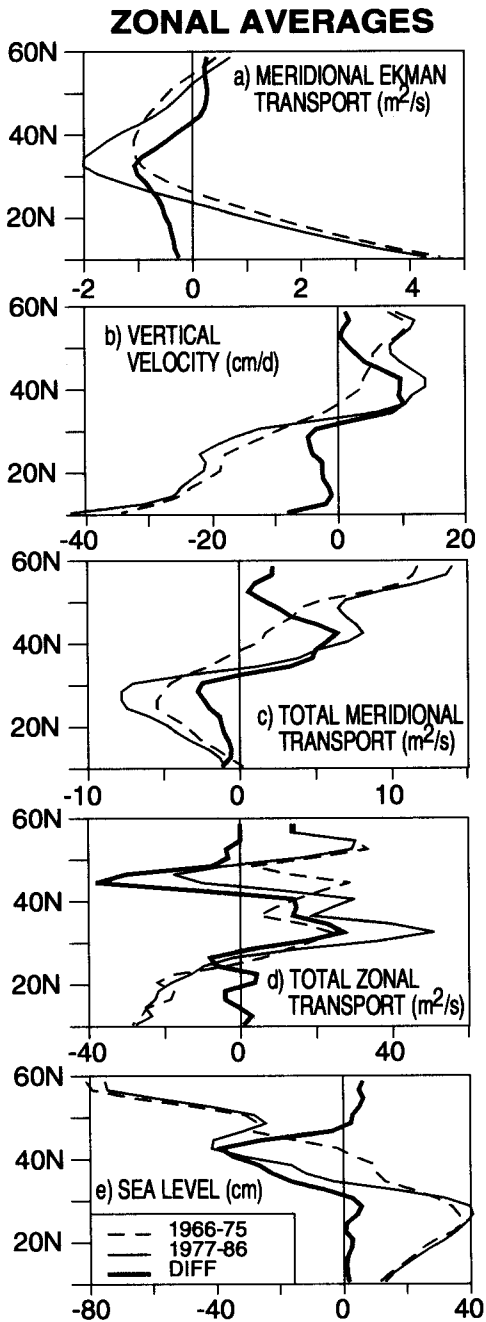 ZONAL AVERAGES
60N
a) MERIDIONAL EKMAN
TRANSPORT (m²/s)
40N
20N
-2 0 2 4
60N
b) VERTICAL
VELOCITY (cm/d)
40N
20N
-40 -20 0 20
60N
40N
20N
c) TOTAL MERIDIONAL
TRANSPORT (m²/s)
-10 0 10
60N
40N
20N
d) TOTAL ZONAL
TRANSPORT (m²/s)
-40 0 40
60N
40N
e) SEA LEVEL (cm)
1966-75
1977-86
20N
DIFF
-80 -40 0 40